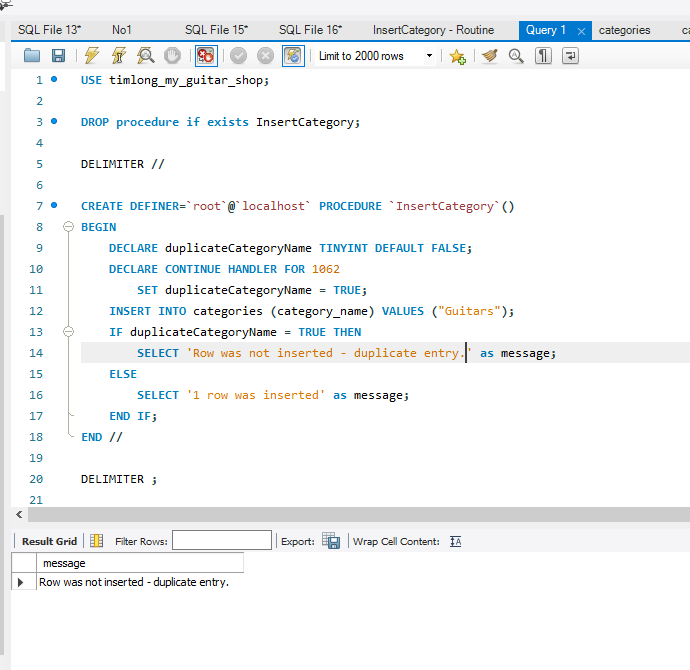 SQL File 13* No1 SQL File 15* SQL File 16* InsertCategory - Routine Query 1 categories
Limit to 2000 rows
1 USE timlong_my_guitar_shop;
2
3 DROP procedure if exists InsertCategory;
4
5 DELIMITER //
6
7 CREATE DEFINER=`root`@`localhost` PROCEDURE `InsertCategory`()
8 BEGIN
9 DECLARE duplicateCategoryName TINYINT DEFAULT FALSE;
10 DECLARE CONTINUE HANDLER FOR 1062
11 SET duplicateCategoryName = TRUE;
12 INSERT INTO categories (category_name) VALUES ("Guitars");
13 IF duplicateCategoryName = TRUE THEN
14 SELECT 'Row was not inserted - duplicate entry.' as message;
15 ELSE
16 SELECT '1 row was inserted' as message;
17 END IF;
18 END //
19
20 DELIMITER ;
21
Result Grid Filter Rows: Export: Wrap Cell Content:
message
Row was not inserted - duplicate entry.